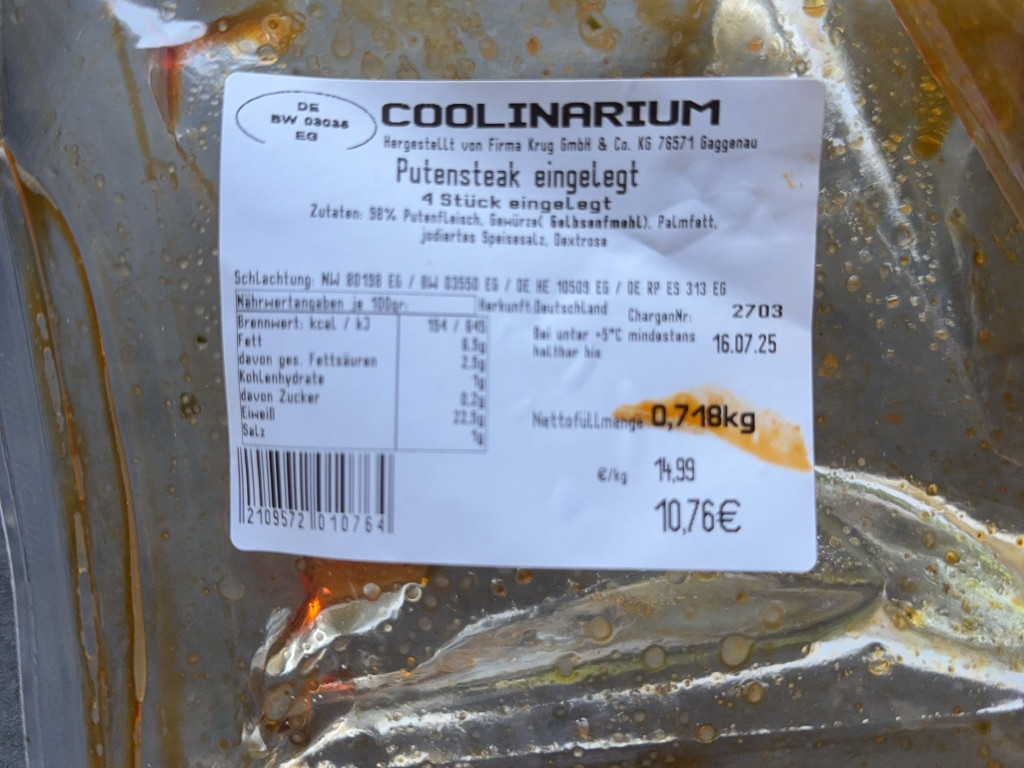 DE
BW 03036
EG
COOLINARIUM
Hergestellt von Firma Krug GmbH & Co. KG 76571 Gaggenau
Putensteak eingelegt
4 Stück eingelegt
Zutaten: 98% Putenfleisch, Gewürze( Gelbsenfmehl), Palmfett,
jodiertes Speisesalz, Dextrose
Schlachtung: NW 80198 EG / BW 03550 EG / DE HE 10509 EG / DE RP ES 313 EG
Nährwertangaben je 100gr: Herkunft:Deutschland ChargenNr: 2703
Brennwert: kcal / kJ 154 / 645
Fett 6,9g
davon ges. Fettsäuren 2,9g
Kohlenhydrate 1g
davon Zucker 0,2g
Eiweiß 22,9g
Salz 1g
Bei unter +5°C mindestens
haltbar bis 16.07.25
Nettofüllmenge 0,718kg
€/kg 14,99
10,76€
2109572 010764